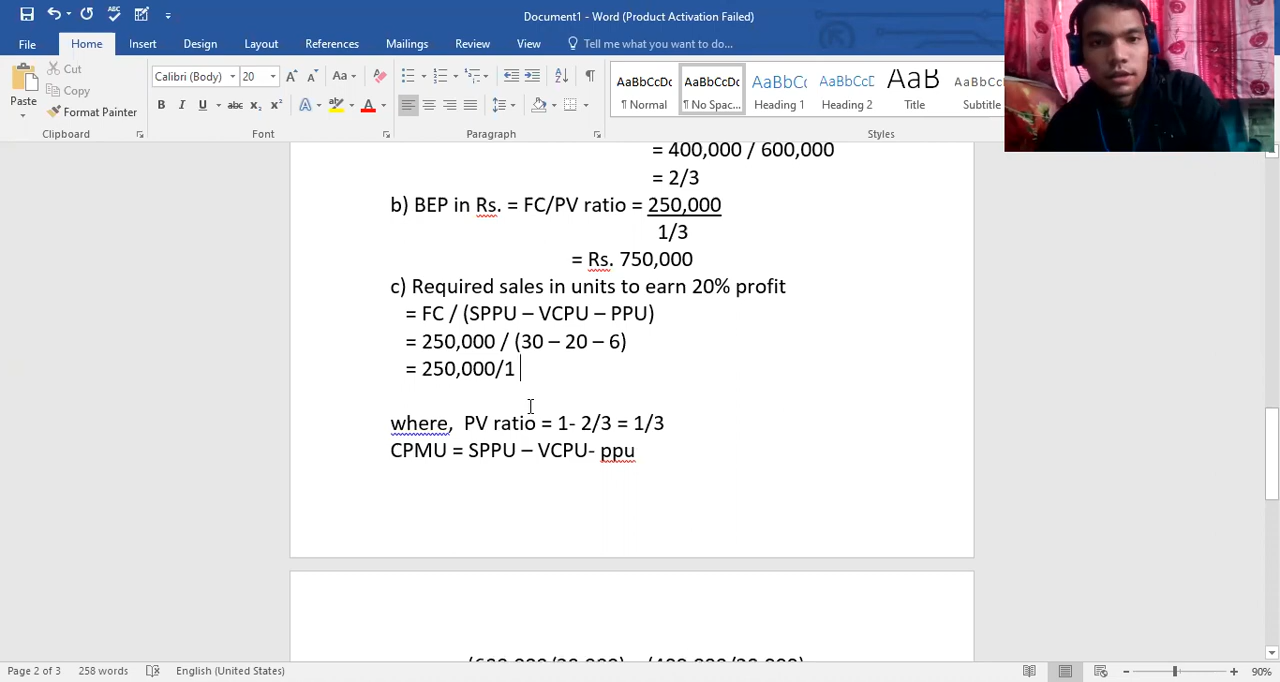 Document1 - Word (Product Activation Failed)
File Home Insert Design Layout References Mailings Review View Tell me what you want to do...
Cut
Copy
Paste
Format Painter
Calibri (Body) 20
Clipboard Font Paragraph Styles
AaBbCcDc AaBbCcDc AaBbCc AaBbCcC AaB AaBbCcD
¶ Normal ¶ No Spac... Heading 1 Heading 2 Title Subtitle
= 400,000 / 600,000
= 2/3
b) BEP in Rs. = FC/PV ratio = 250,000
1/3
= Rs. 750,000
c) Required sales in units to earn 20% profit
= FC / (SPPU – VCPU – PPU)
= 250,000 / (30 – 20 – 6)
= 250,000/1
where, PV ratio = 1- 2/3 = 1/3
CPMU = SPPU – VCPU- ppu
Page 2 of 3 258 words English (United States) 90%